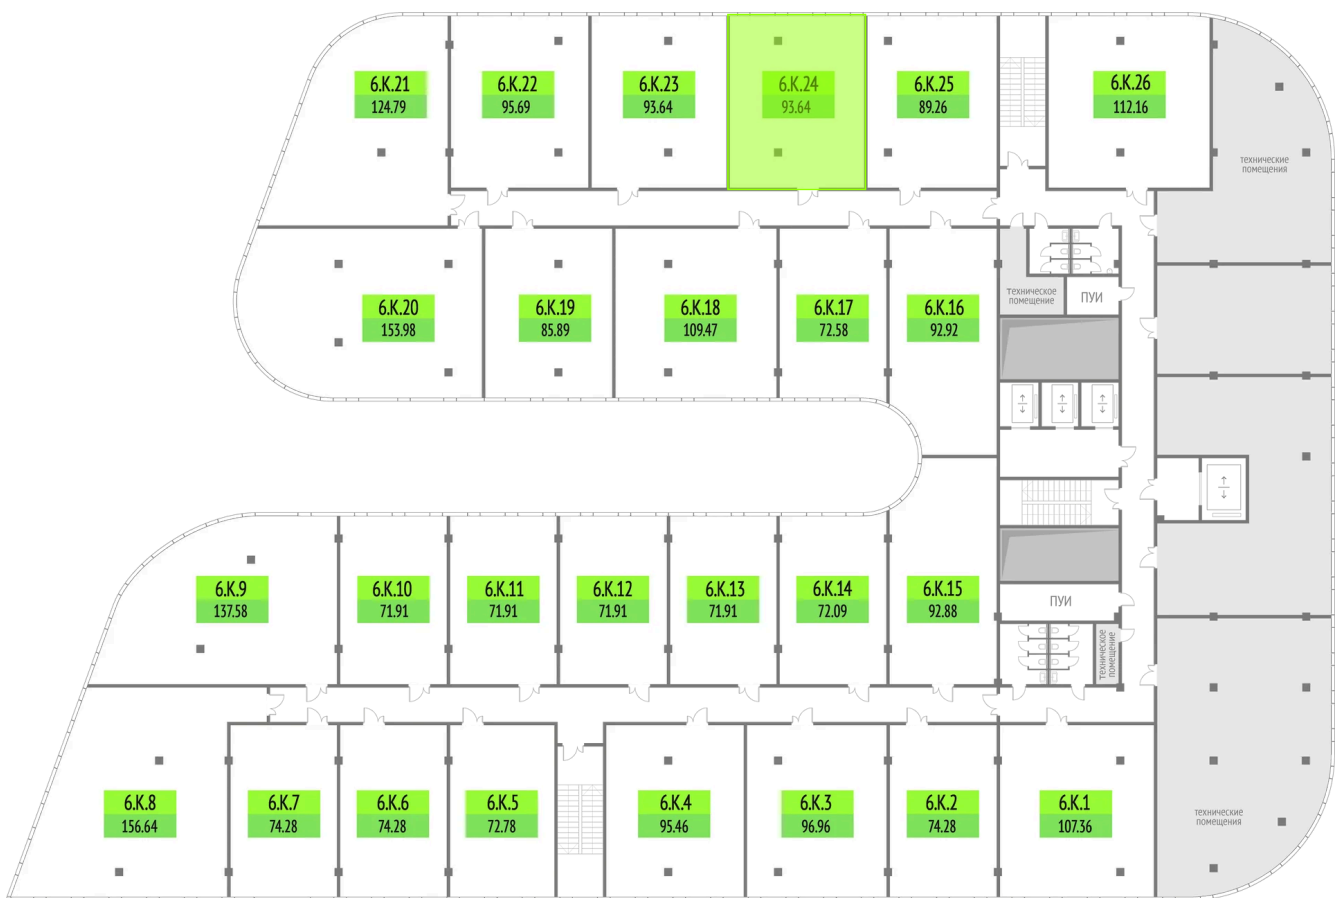 6.К.21
124.79
6.К.22
95.69
6.К.23
93.64
6.К.24
93.64
6.К.25
89.26
6.К.26
112.16
технические
помещения
6.К.20
153.98
6.К.19
85.89
6.К.18
109.47
6.К.17
72.58
6.К.16
92.92
техническое
помещение
ПУИ
6.К.9
137.58
6.К.10
71.91
6.К.11
71.91
6.К.12
71.91
6.К.13
71.91
6.К.14
72.09
6.К.15
92.88
ПУИ
техническое
помещение
6.К.8
156.64
6.К.7
74.28
6.К.6
74.28
6.К.5
72.78
6.К.4
95.46
6.К.3
96.96
6.К.2
74.28
6.К.1
107.36
технические
помещения